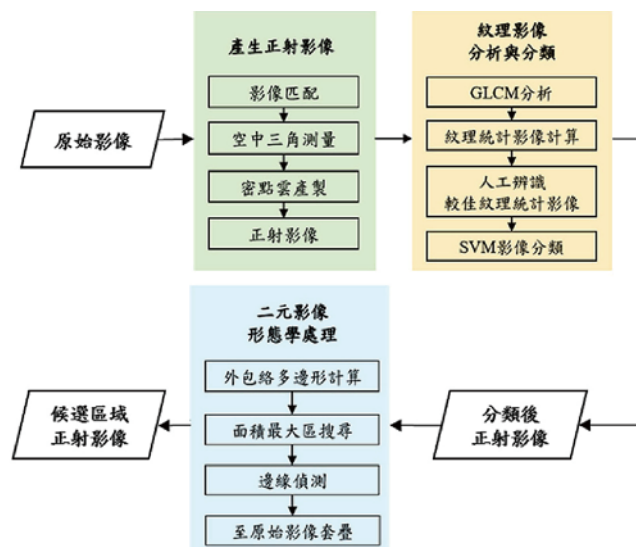 原始影像
產生正射影像
影像匹配
空中三角測量
密點雲產製
正射影像
紋理影像
分析與分類
GLCM分析
紋理統計影像計算
人工辨識
較佳紋理統計影像
SVM影像分類
分類後
正射影像
二元影像
形態學處理
外包絡多邊形計算
面積最大區搜尋
邊緣偵測
至原始影像套疊
候選區域
正射影像